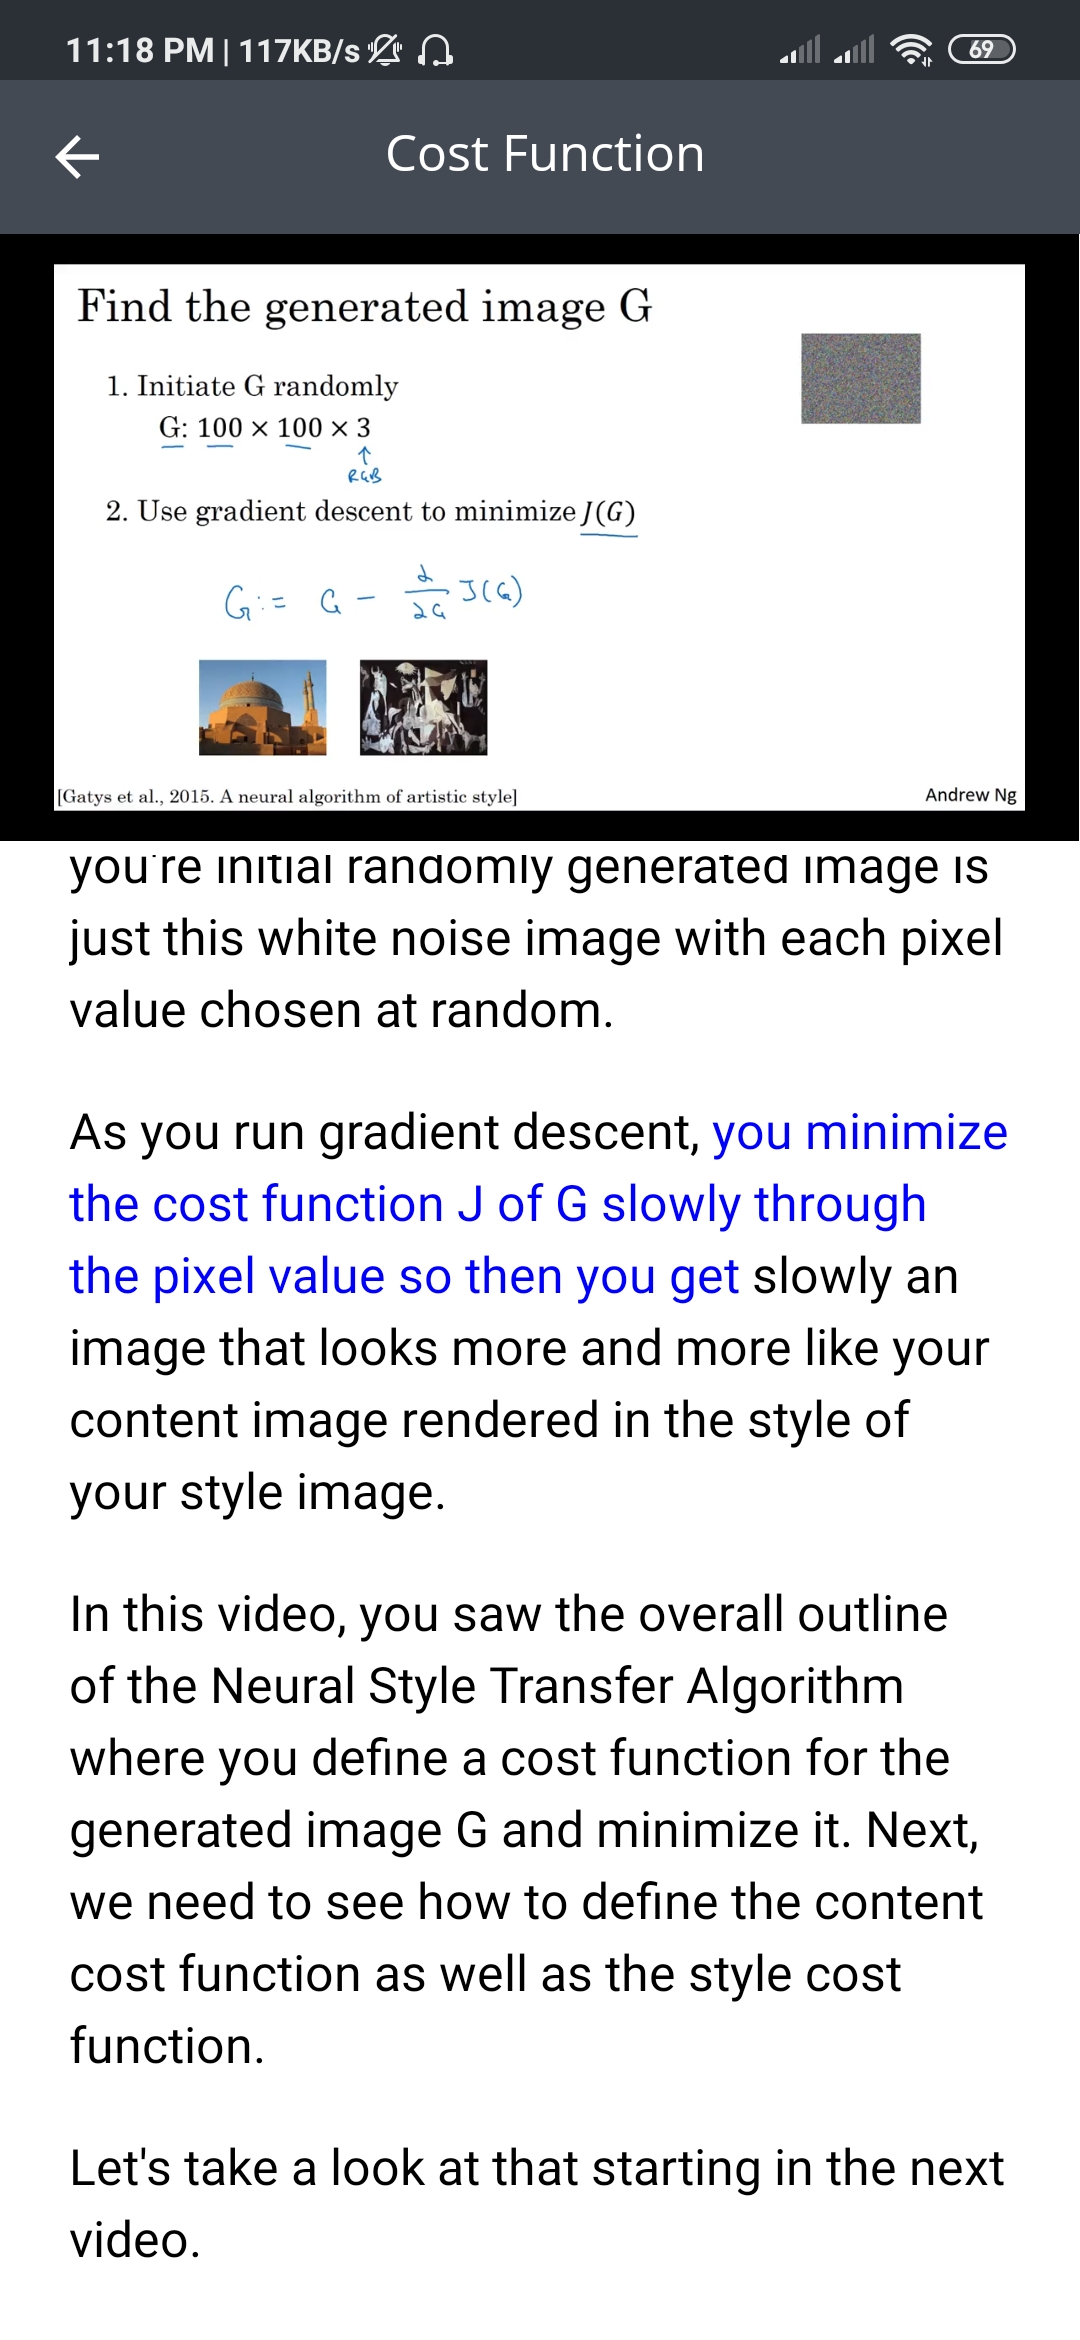 11:18 PM | 117KB/s
69
Cost Function
Find the generated image G
1. Initiate G randomly
G: 100 × 100 × 3
↑
RGB
2. Use gradient descent to minimize J(G)
G := G - ∂/∂G J(G)
[Gatys et al., 2015. A neural algorithm of artistic style]
Andrew Ng
you're initial randomly generated image is
just this white noise image with each pixel
value chosen at random.
As you run gradient descent, you minimize
the cost function J of G slowly through
the pixel value so then you get slowly an
image that looks more and more like your
content image rendered in the style of
your style image.
In this video, you saw the overall outline
of the Neural Style Transfer Algorithm
where you define a cost function for the
generated image G and minimize it. Next,
we need to see how to define the content
cost function as well as the style cost
function.
Let's take a look at that starting in the next
video.